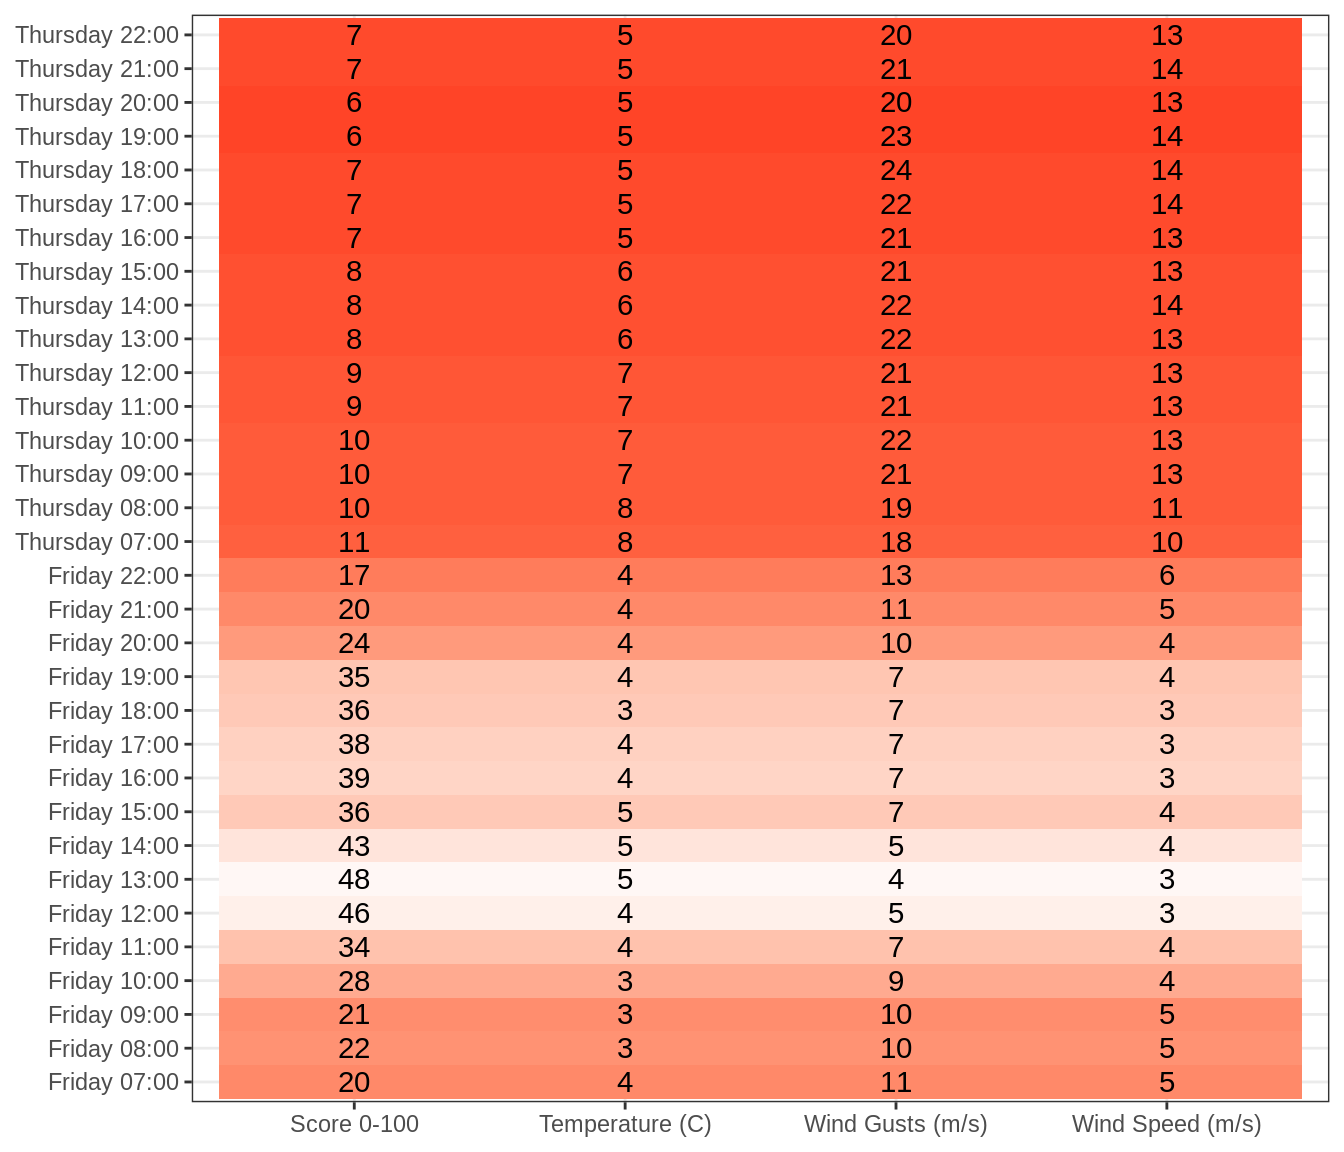 Thursday 22:00 7 5 20 13
Thursday 21:00 7 5 21 14
Thursday 20:00 6 5 20 13
Thursday 19:00 6 5 23 14
Thursday 18:00 7 5 24 14
Thursday 17:00 7 5 22 14
Thursday 16:00 7 5 21 13
Thursday 15:00 8 6 21 13
Thursday 14:00 8 6 22 14
Thursday 13:00 8 6 22 13
Thursday 12:00 9 7 21 13
Thursday 11:00 9 7 21 13
Thursday 10:00 10 7 22 13
Thursday 09:00 10 7 21 13
Thursday 08:00 10 8 19 11
Thursday 07:00 11 8 18 10
Friday 22:00 17 4 13 6
Friday 21:00 20 4 11 5
Friday 20:00 24 4 10 4
Friday 19:00 35 4 7 4
Friday 18:00 36 3 7 3
Friday 17:00 38 4 7 3
Friday 16:00 39 4 7 3
Friday 15:00 36 5 7 4
Friday 14:00 43 5 5 4
Friday 13:00 48 5 4 3
Friday 12:00 46 4 5 3
Friday 11:00 34 4 7 4
Friday 10:00 28 3 9 4
Friday 09:00 21 3 10 5
Friday 08:00 22 3 10 5
Friday 07:00 20 4 11 5
Score 0-100 Temperature (C) Wind Gusts (m/s) Wind Speed (m/s)